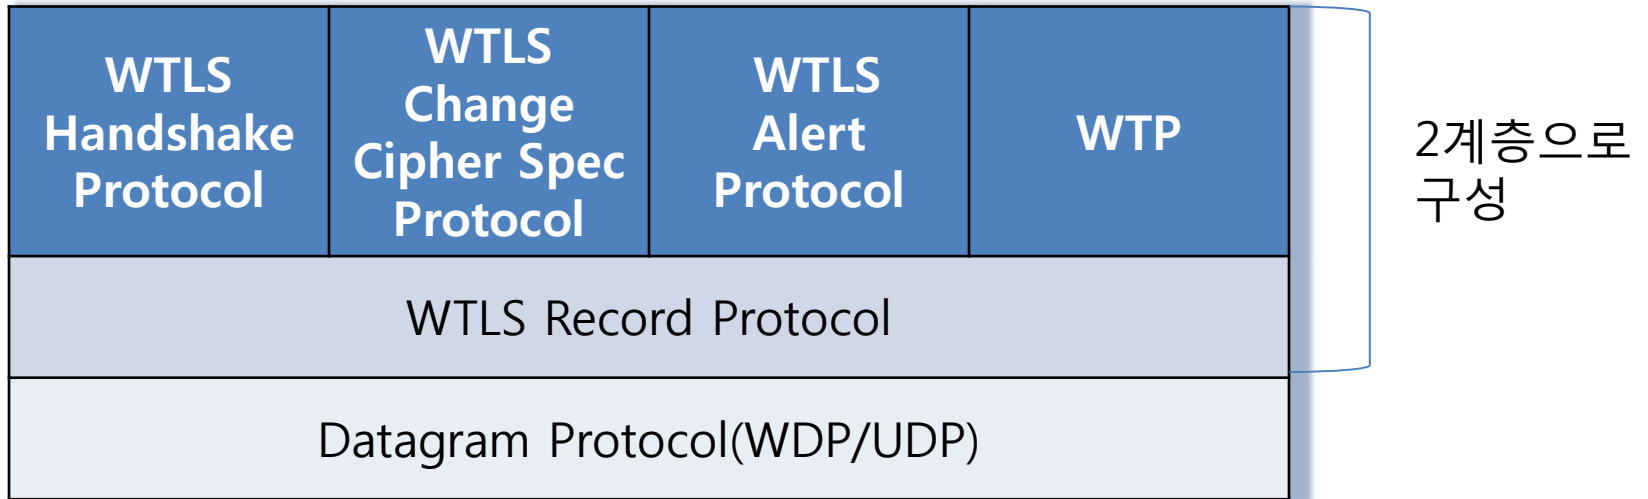 WTLS
Handshake
Protocol
WTLS
Change
Cipher Spec
Protocol
WTLS
Alert
Protocol
WTP
2계층으로
구성
WTLS Record Protocol
Datagram Protocol(WDP/UDP)